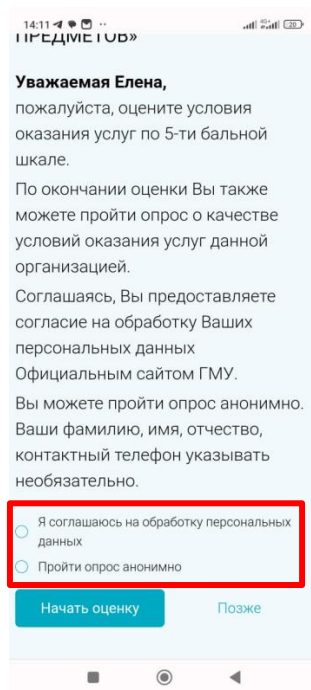 14:11
ПРЕДМЕТОВ»
Уважаемая Елена,
пожалуйста, оцените условия
оказания услуг по 5-ти бальной
шкале.
По окончании оценки Вы также
можете пройти опрос о качестве
условий оказания услуг данной
организацией.
Соглашаясь, Вы предоставляете
согласие на обработку Ваших
персональных данных
Официальным сайтом ГМУ.
Вы можете пройти опрос анонимно.
Ваши фамилию, имя, отчество,
контактный телефон указывать
необязательно.
Я соглашаюсь на обработку персональных
данных
Пройти опрос анонимно
Начать оценку Позже